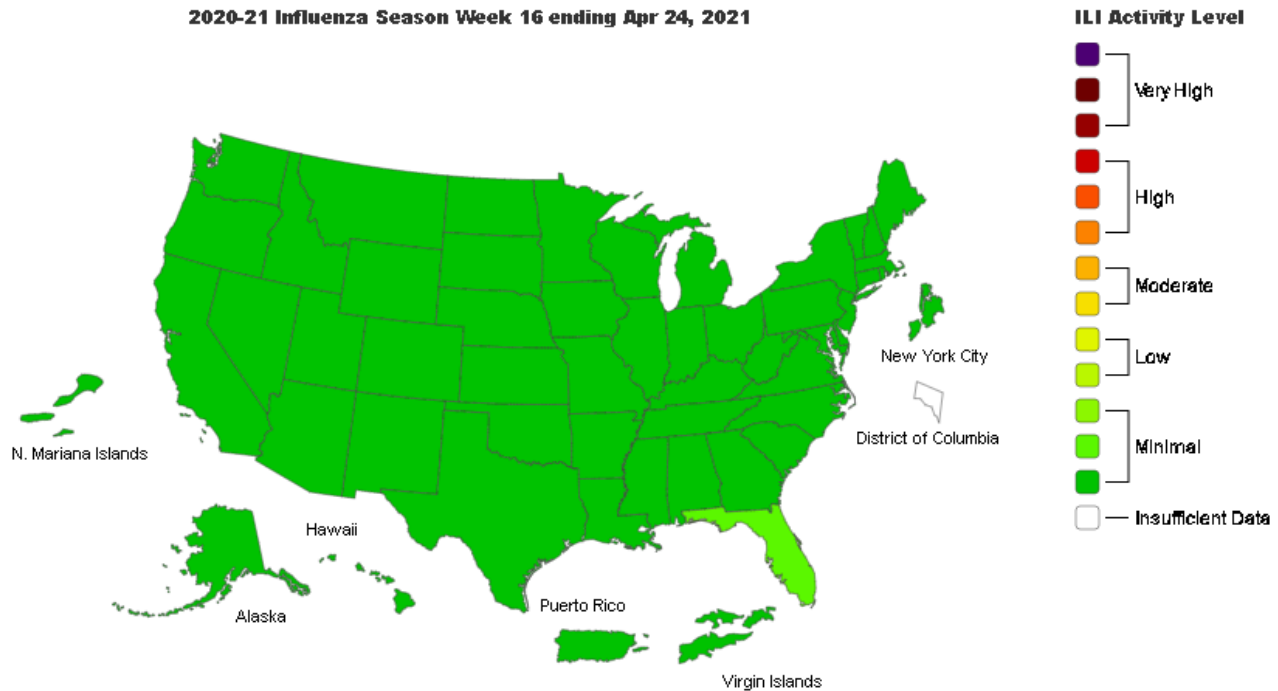 2020-21 Influenza Season Week 16 ending Apr 24, 2021
ILI Activity Level
Very High
High
Moderate
Low
Minimal
Insufficient Data
New York City
District of Columbia
N. Mariana Islands
Hawaii
Alaska
Puerto Rico
Virgin Islands